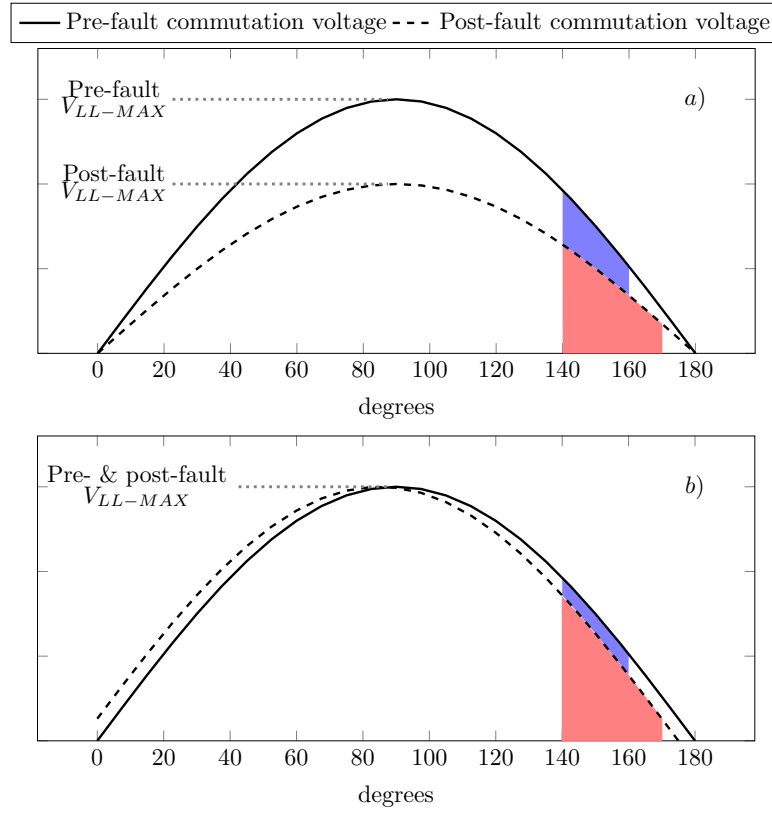 Pre-fault commutation voltage Post-fault commutation voltage
Pre-fault
V_{LL-MAX}
a)
Post-fault
V_{LL-MAX}
0 20 40 60 80 100 120 140 160 180
degrees
Pre- & post-fault
V_{LL-MAX}
b)
0 20 40 60 80 100 120 140 160 180
degrees